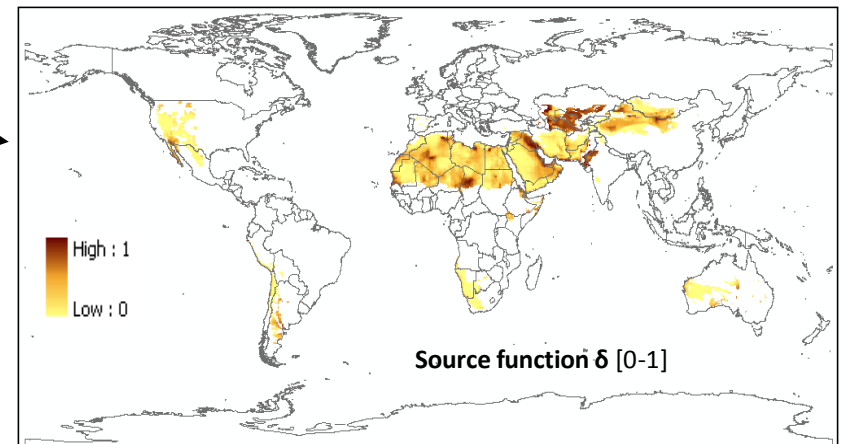 High : 1
Low : 0
Source function δ [0-1]